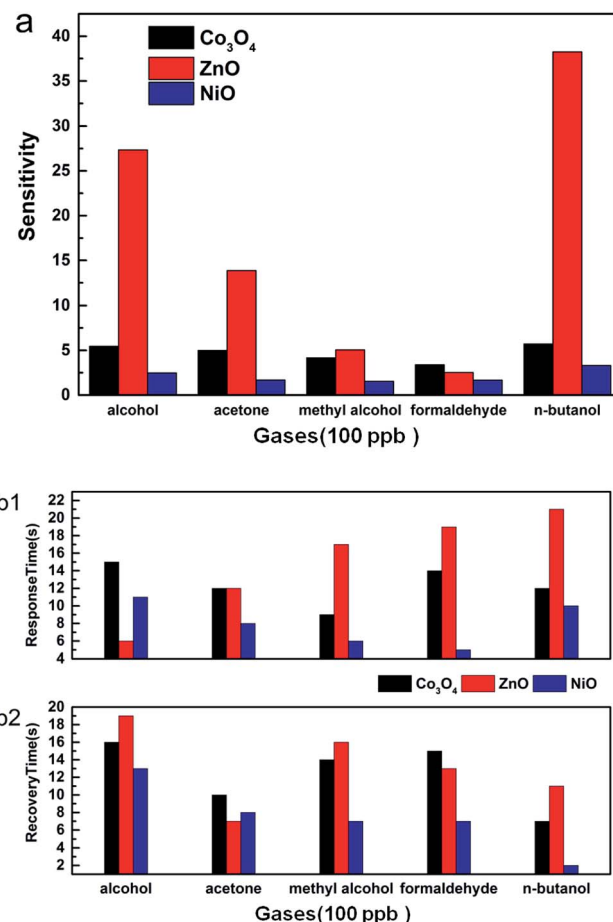 a
40
35
30
25
20
15
10
5
0
Sensitivity
Co₃O₄
ZnO
NiO
alcohol acetone methyl alcohol formaldehyde n-butanol
Gases(100 ppb )
b1
22
20
18
16
14
12
10
8
6
4
ResponseTime(s)
Co₃O₄ ZnO NiO
b2
20
18
16
14
12
10
8
6
4
2
RecoveryTime(s)
alcohol acetone methyl alcohol formaldehyde n-butanol
Gases(100 ppb )